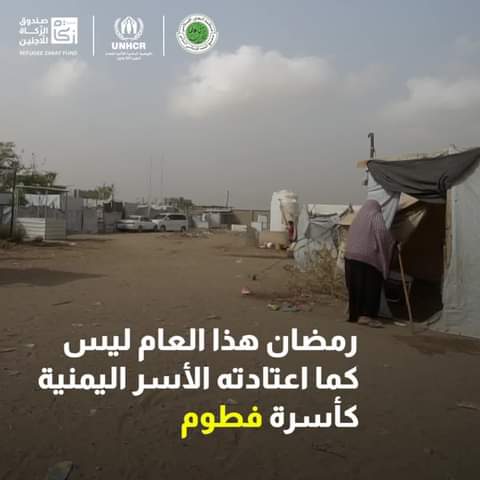 صندوق
الزكاة
للاجئين
REFUGEE ZAKAT FUND
UNHCR
رمضان هذا العام ليس
كما اعتادته الأسر اليمنية
كأسرة فطوم